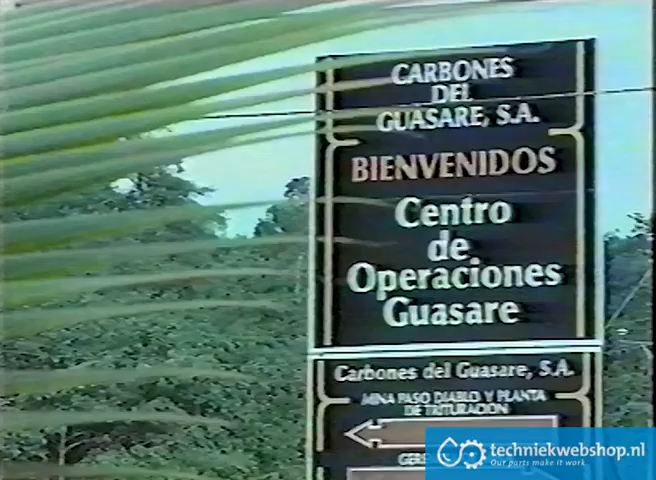 CARBONES
DEL
GUASARE, S.A.
BIENVENIDOS
Centro
de
Operaciones
Guasare
Carbones del Guasare, S.A.
MINA PASO DIABLO Y PLANTA
DE TRITURACION
techniekwebshop.nl
Our parts make it work.